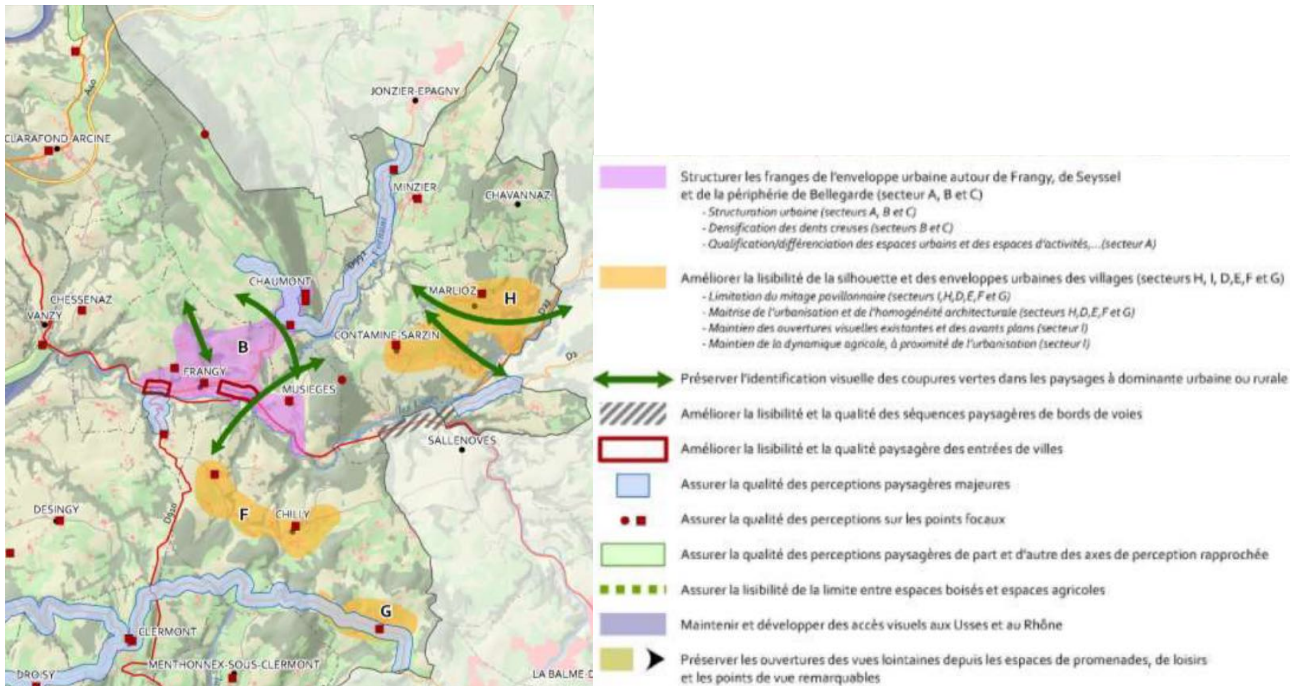 JONZIER-EPAGNY
A40
CLARAFOND ARCINE
MINZIER
CHAVANNAZ
D992
CHAUMONT
MARLIOZ
H
CHESSENAZ
VANZY
D27
CONTAMINE-SARZIN
B
D3
FRANGY
MUSIEGES
SALLENOVES
D910
F
CHILLY
DESINGY
G
CLERMONT
MENTHONNEX-SOUS-CLERMONT
DROISY
LA BALME D
Structurer les franges de l'enveloppe urbaine autour de Frangy, de Seyssel
et de la périphérie de Bellegarde (secteur A, B et C)
- Structuration urbaine (secteurs A, B et C)
- Densification des dents creuses (secteurs B et C)
- Qualification/différenciation des espaces urbains et des espaces d'activités,...(secteur A)
Améliorer la lisibilité de la silhouette et des enveloppes urbaines des villages (secteurs H, I, D,E,F et G)
- Limitation du mitage pavillonnaire (secteurs I,H,D,E,F et G)
- Maitrise de l'urbanisation et de l'homogénéité architecturale (secteurs H,D,E,F et G)
- Maintien des ouvertures visuelles existantes et des avants plans (secteur I)
- Maintien de la dynamique agricole, à proximité de l'urbanisation (secteur I)
Préserver l'identification visuelle des coupures vertes dans les paysages à dominante urbaine ou rurale
Améliorer la lisibilité et la qualité des séquences paysagères de bords de voies
Améliorer la lisibilité et la qualité paysagère des entrées de villes
Assurer la qualité des perceptions paysagères majeures
Assurer la qualité des perceptions sur les points focaux
Assurer la qualité des perceptions paysagères de part et d'autre des axes de perception rapprochée
Assurer la lisibilité de la limite entre espaces boisés et espaces agricoles
Maintenir et développer des accès visuels aux Usses et au Rhône
Préserver les ouvertures des vues lointaines depuis les espaces de promenades, de loisirs
et les points de vue remarquables